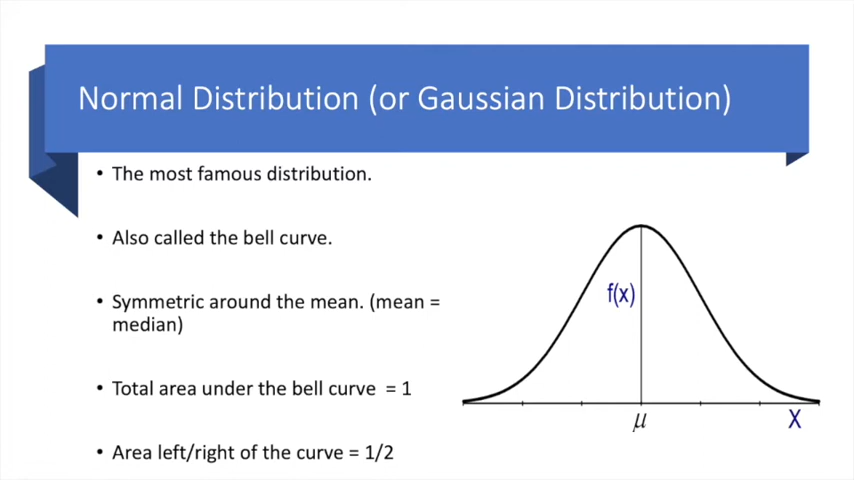 Normal Distribution (or Gaussian Distribution)
• The most famous distribution.
• Also called the bell curve.
• Symmetric around the mean. (mean =
median)
• Total area under the bell curve = 1
• Area left/right of the curve = 1/2
f(x)
μ
X